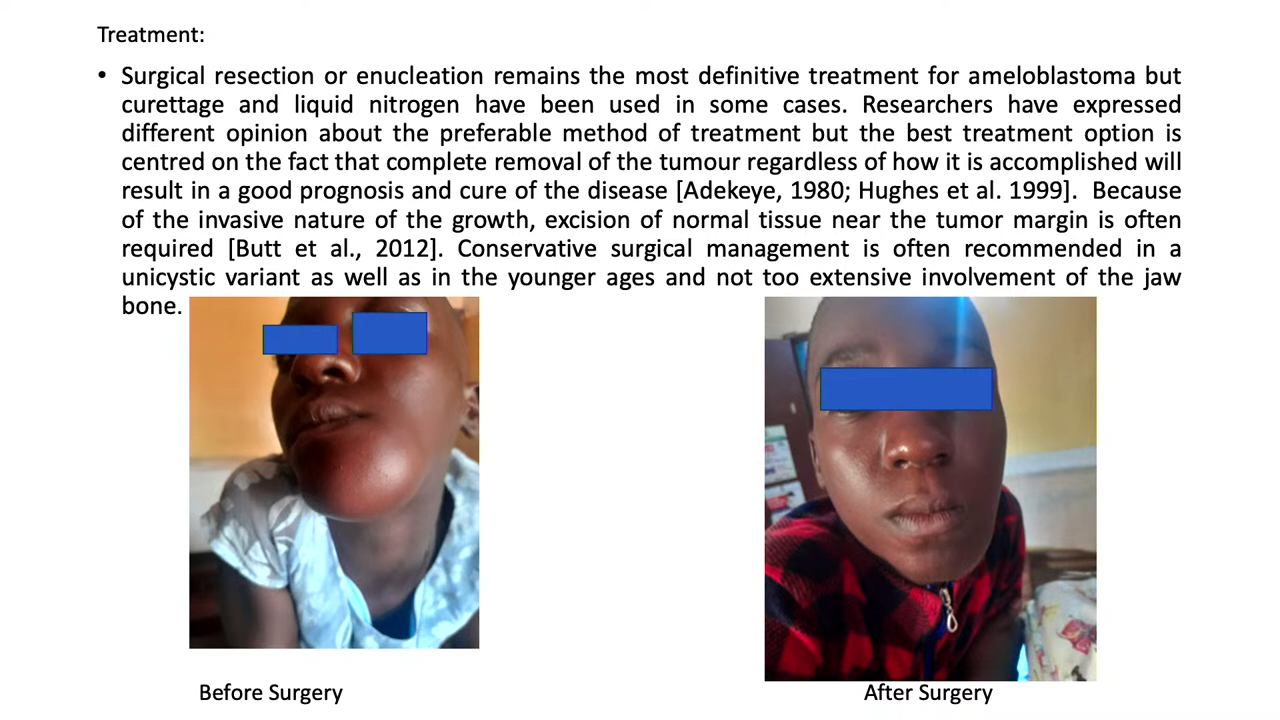 Treatment:
• Surgical resection or enucleation remains the most definitive treatment for ameloblastoma but
curettage and liquid nitrogen have been used in some cases. Researchers have expressed
different opinion about the preferable method of treatment but the best treatment option is
centred on the fact that complete removal of the tumour regardless of how it is accomplished will
result in a good prognosis and cure of the disease [Adekeye, 1980; Hughes et al. 1999].  Because
of the invasive nature of the growth, excision of normal tissue near the tumor margin is often
required [Butt et al., 2012]. Conservative surgical management is often recommended in a
unicystic variant as well as in the younger ages and not too extensive involvement of the jaw
bone.
Before Surgery
After Surgery